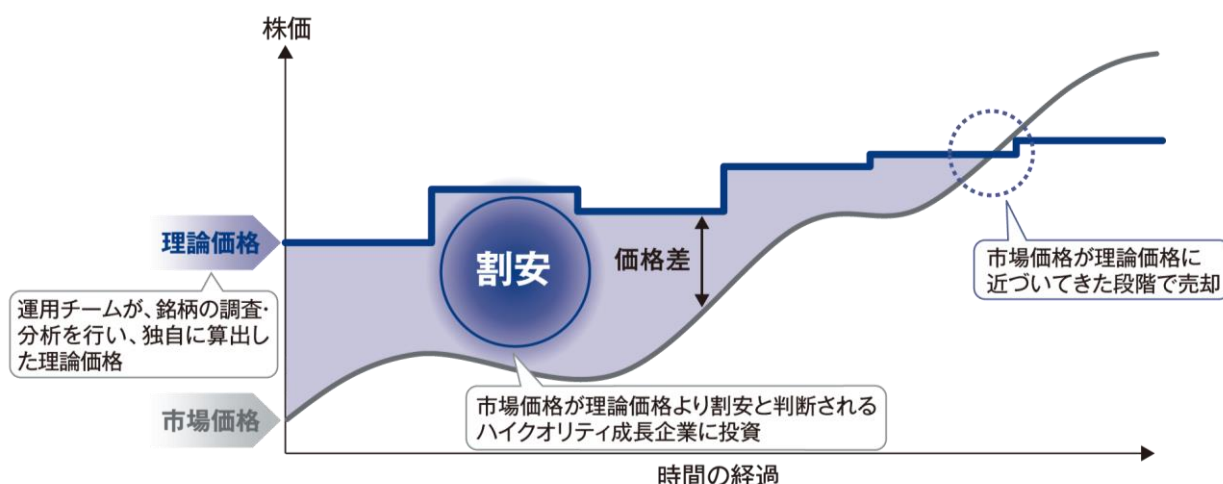 株価
理論価格
運用チームが、銘柄の調査・
分析を行い、独自に算出し
た理論価格
割安
価格差
市場価格が理論価格に
近づいてきた段階で売却
市場価格
市場価格が理論価格より割安と判断される
ハイクオリティ成長企業に投資
時間の経過